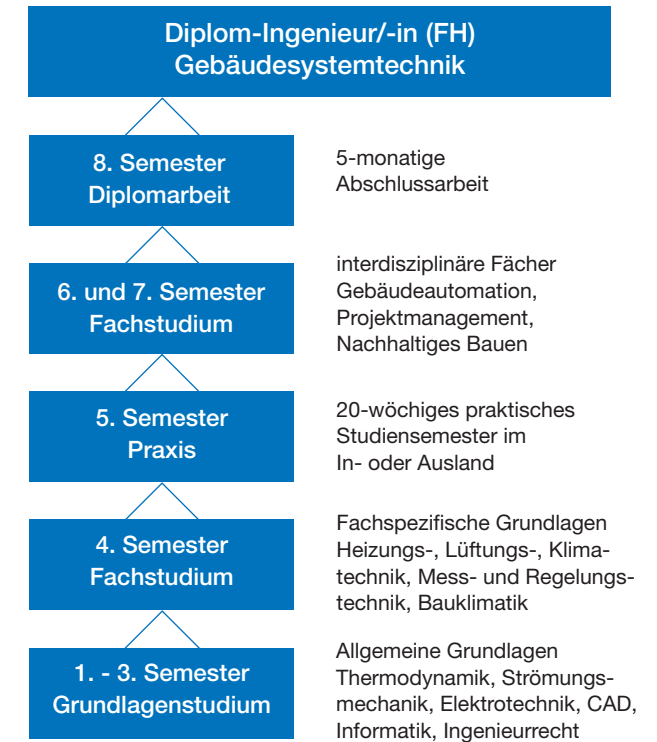 Diplom-Ingenieur/-in (FH)
Gebäudesystemtechnik
8. Semester
Diplomarbeit
5-monatige
Abschlussarbeit
6. und 7. Semester
Fachstudium
interdisziplinäre Fächer
Gebäudeautomation,
Projektmanagement,
Nachhaltiges Bauen
5. Semester
Praxis
20-wöchiges praktisches
Studiensemester im
In- oder Ausland
4. Semester
Fachstudium
Fachspezifische Grundlagen
Heizungs-, Lüftungs-, Klima-
technik, Mess- und Regelungs-
technik, Bauklimatik
1. - 3. Semester
Grundlagenstudium
Allgemeine Grundlagen
Thermodynamik, Strömungs-
mechanik, Elektrotechnik, CAD,
Informatik, Ingenieurrecht